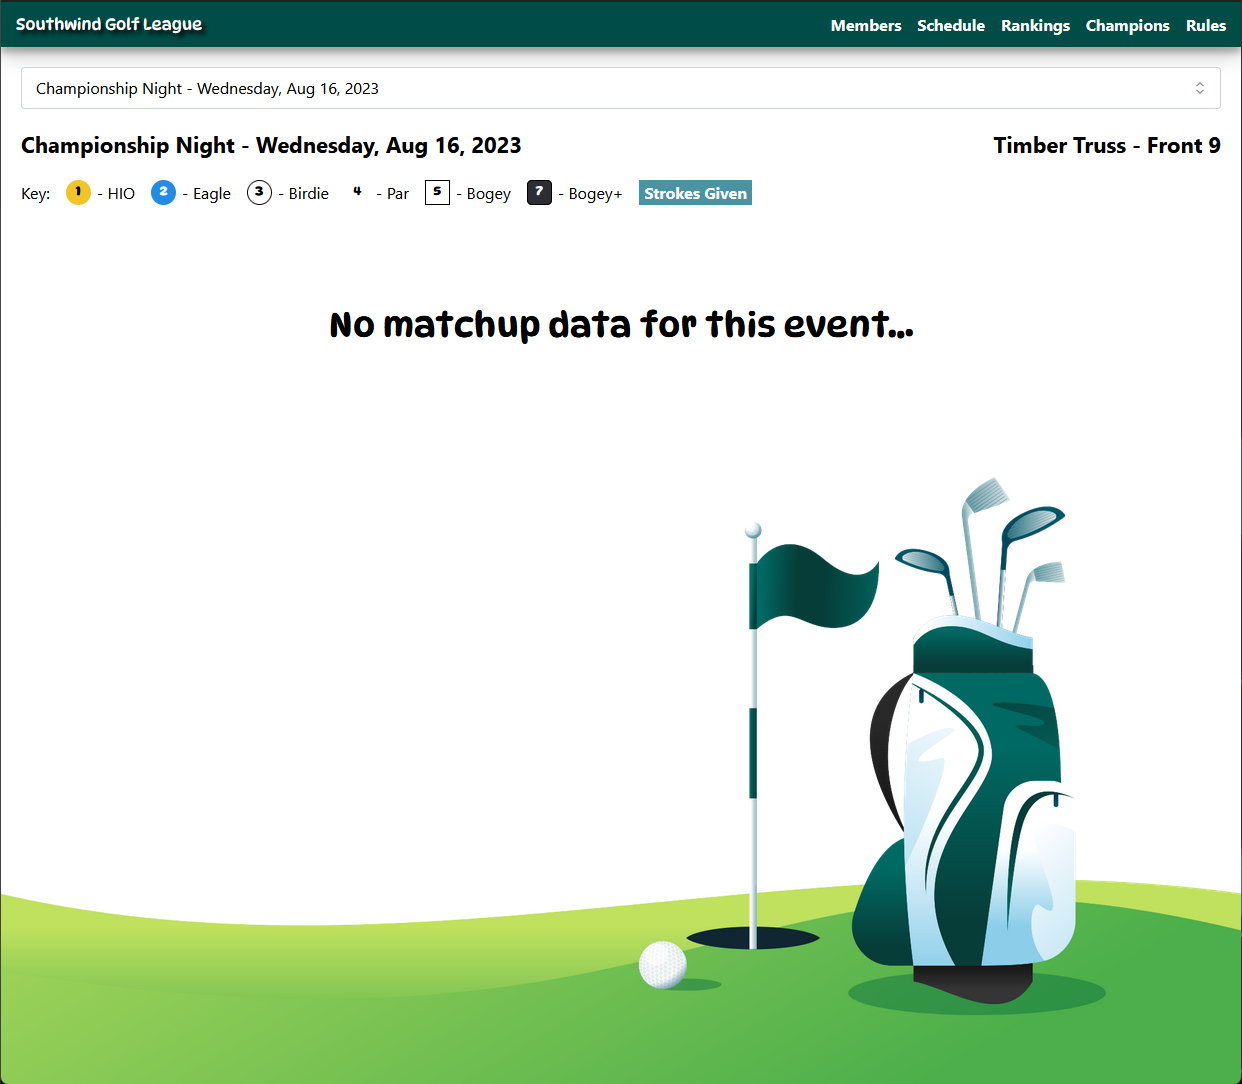 Southwind Golf League Members Schedule Rankings Champions Rules
Championship Night - Wednesday, Aug 16, 2023
Championship Night - Wednesday, Aug 16, 2023 Timber Truss - Front 9
Key: 1 - HIO 2 - Eagle 3 - Birdie 4 - Par 5 - Bogey 7 - Bogey+ Strokes Given
No matchup data for this event...